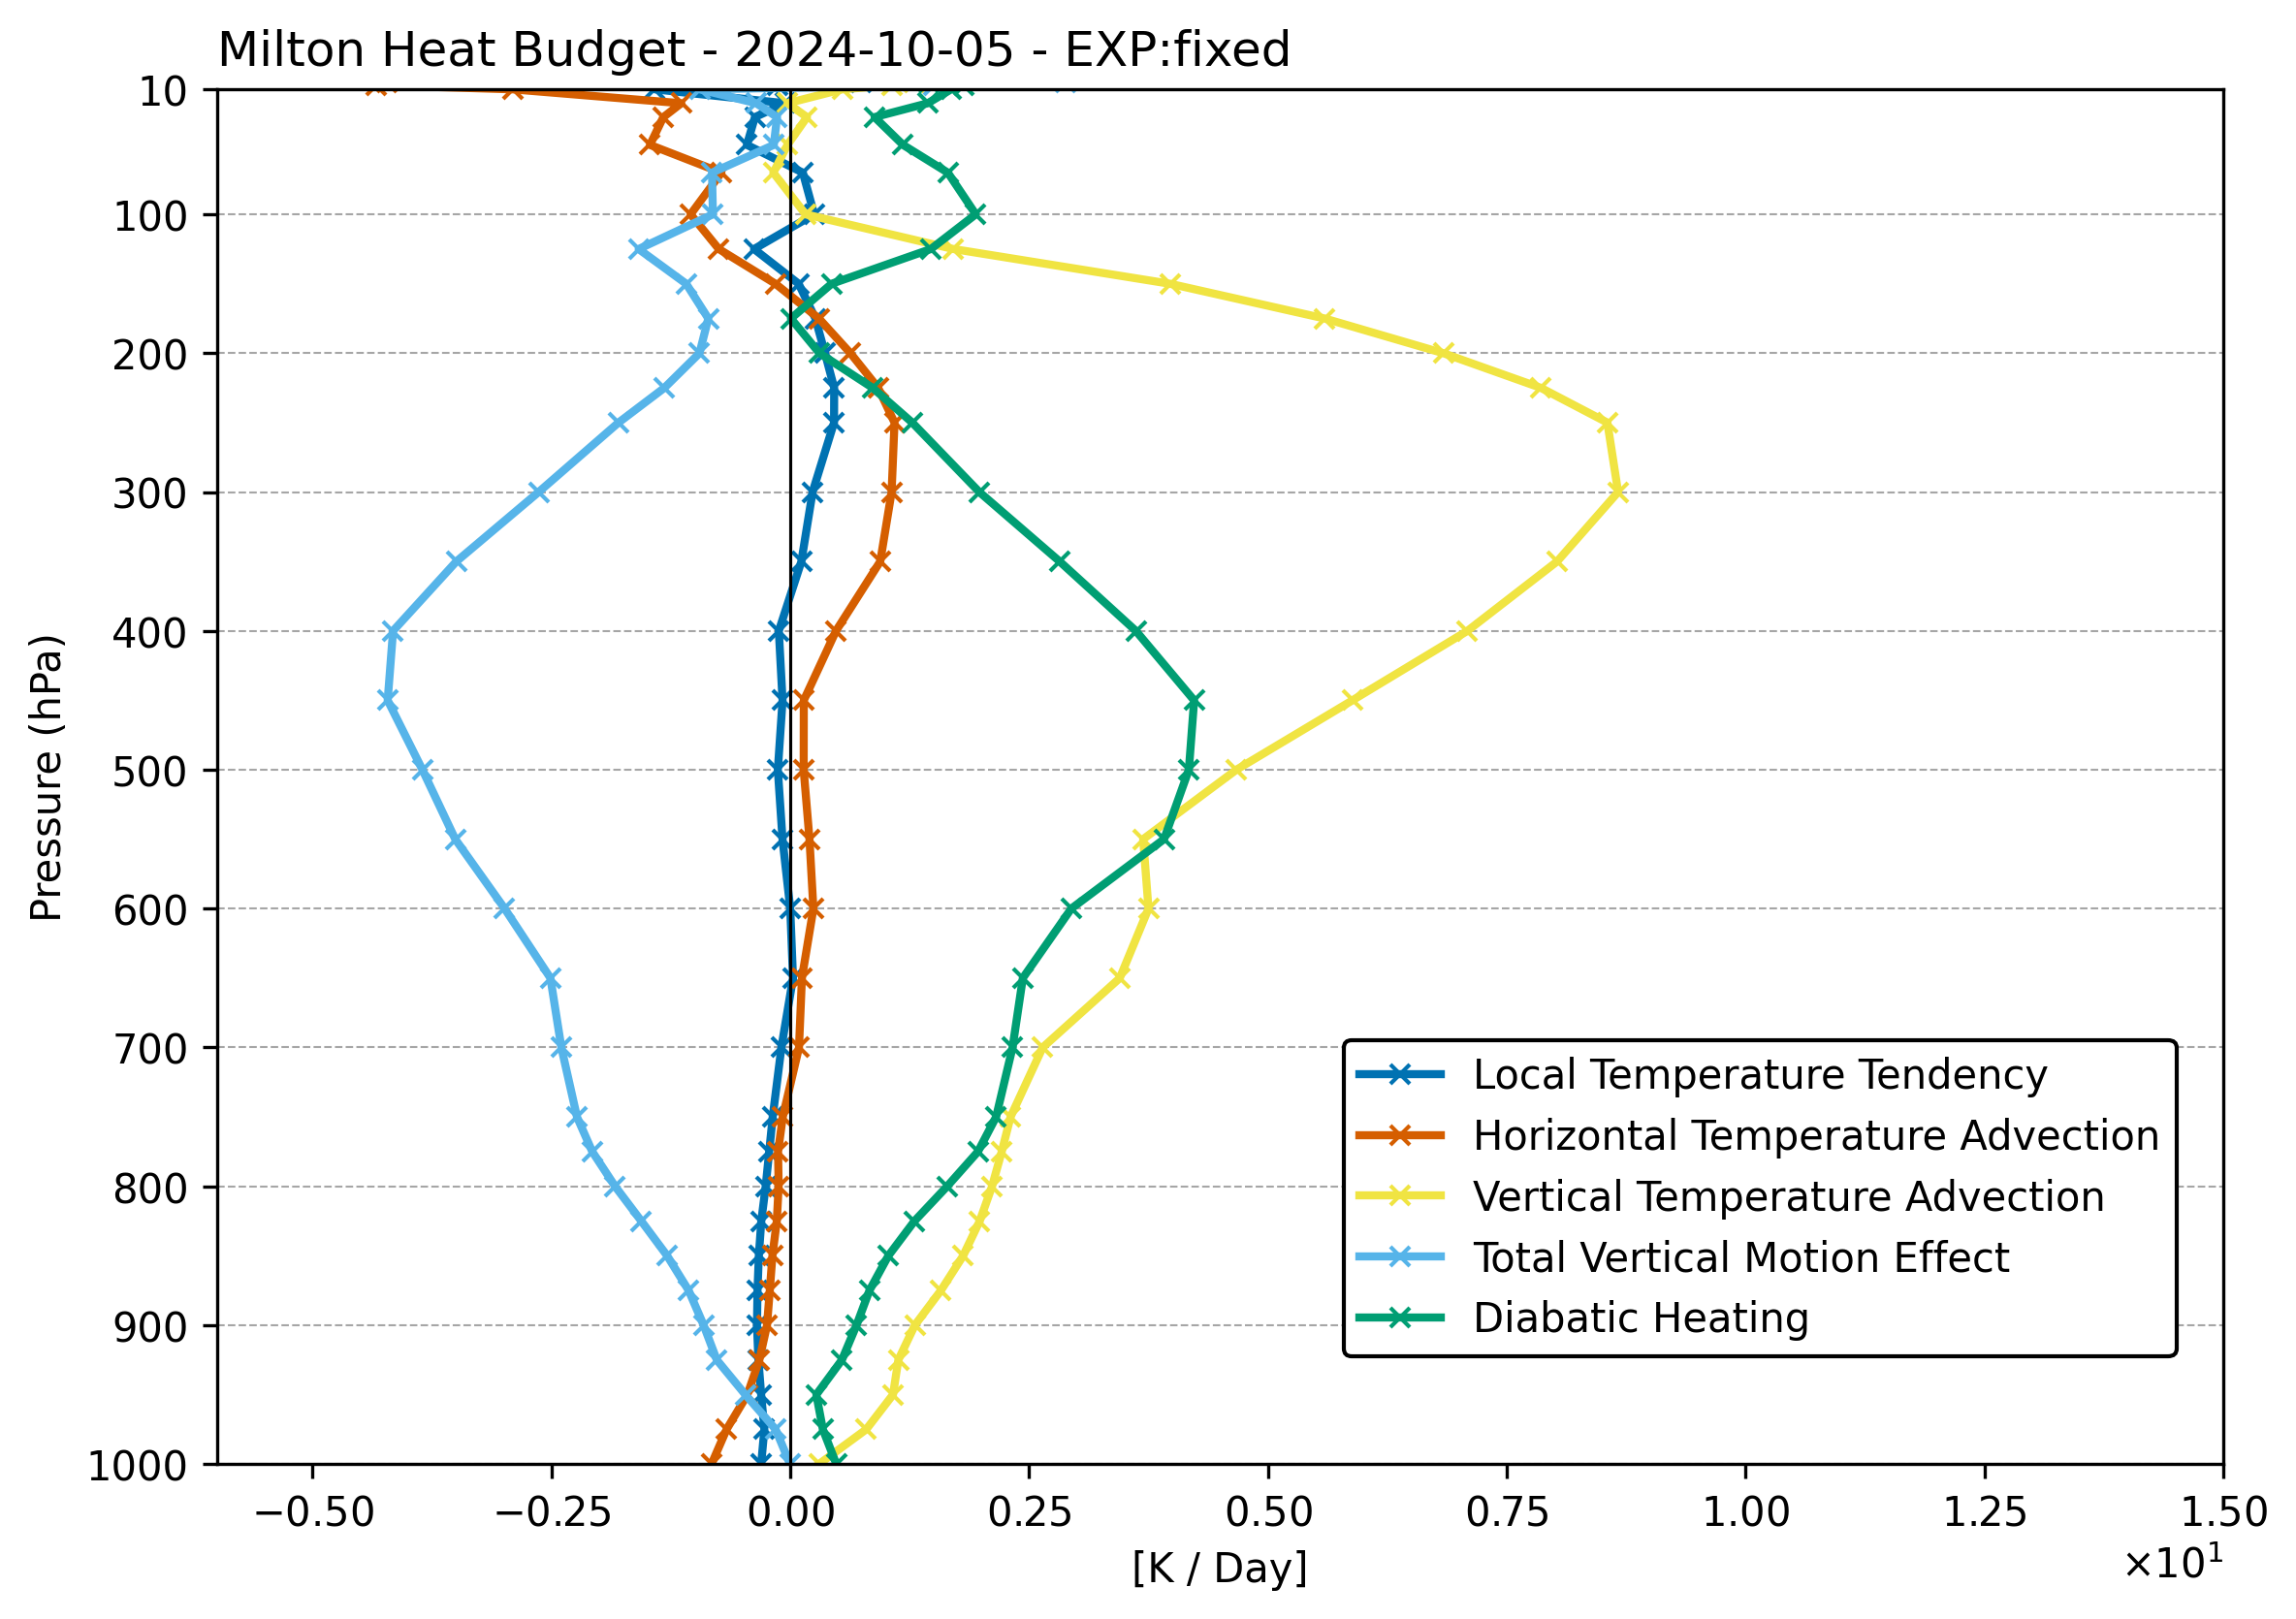 Milton Heat Budget - 2024-10-05 - EXP:fixed
10
100
200
300
400
500
600
700
800
900
1000
Pressure (hPa)
Local Temperature Tendency
Horizontal Temperature Advection
Vertical Temperature Advection
Total Vertical Motion Effect
Diabatic Heating
−0.50 −0.25 0.00 0.25 0.50 0.75 1.00 1.25 1.50
[K / Day]
×10¹